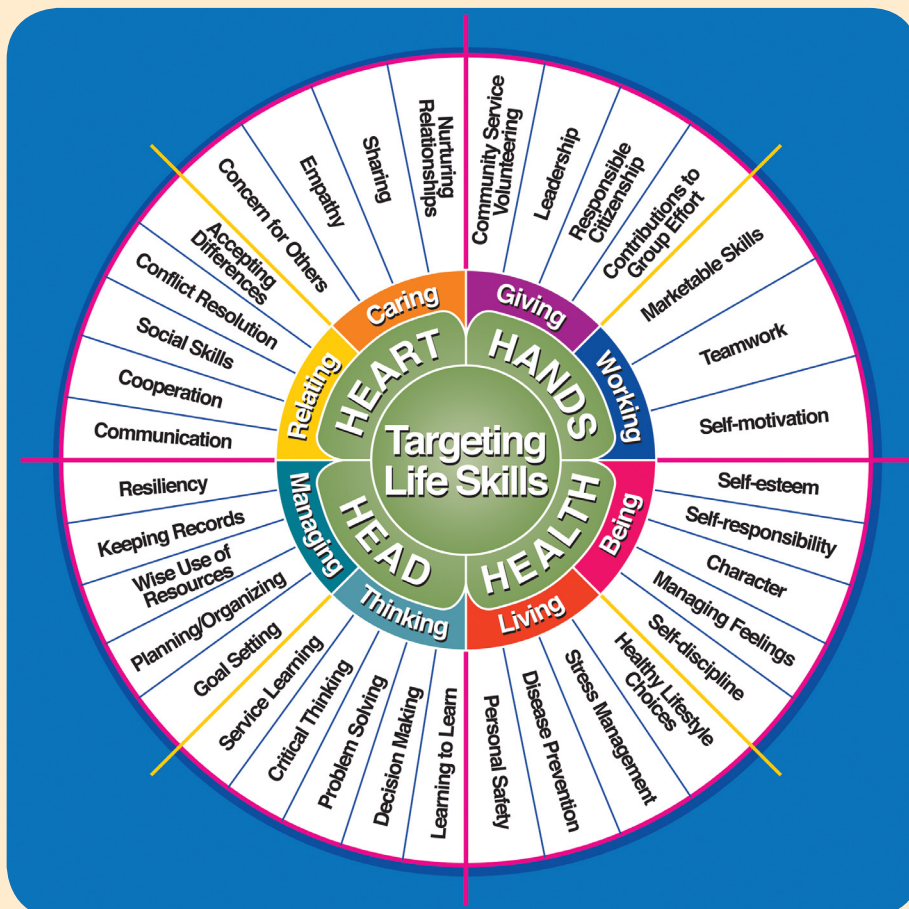 Targeting
Life Skills
HEART
HANDS
HEALTH
HEAD
Caring
Giving
Working
Being
Living
Thinking
Managing
Relating
Nurturing
Relationships
Sharing
Empathy
Concern for Others
Accepting
Differences
Conflict Resolution
Social Skills
Cooperation
Communication
Community Service
Volunteering
Leadership
Responsible
Citizenship
Contributions to
Group Effort
Marketable Skills
Teamwork
Self-motivation
Self-esteem
Self-responsibility
Character
Managing Feelings
Self-discipline
Healthy Lifestyle
Choices
Stress Management
Disease Prevention
Personal Safety
Learning to Learn
Decision Making
Problem Solving
Critical Thinking
Service Learning
Goal Setting
Planning/Organizing
Wise Use of
Resources
Keeping Records
Resiliency